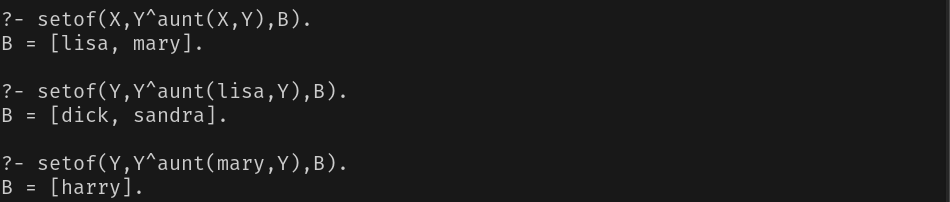 ?- setof(X,Y^aunt(X,Y),B).
B = [lisa, mary].
?- setof(Y,Y^aunt(lisa,Y),B).
B = [dick, sandra].
?- setof(Y,Y^aunt(mary,Y),B).
B = [harry].